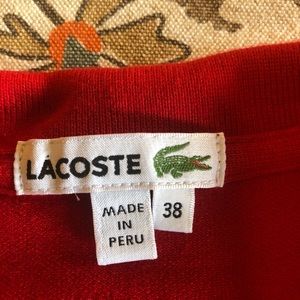 LACOSTE
MADE
IN
PERU
38